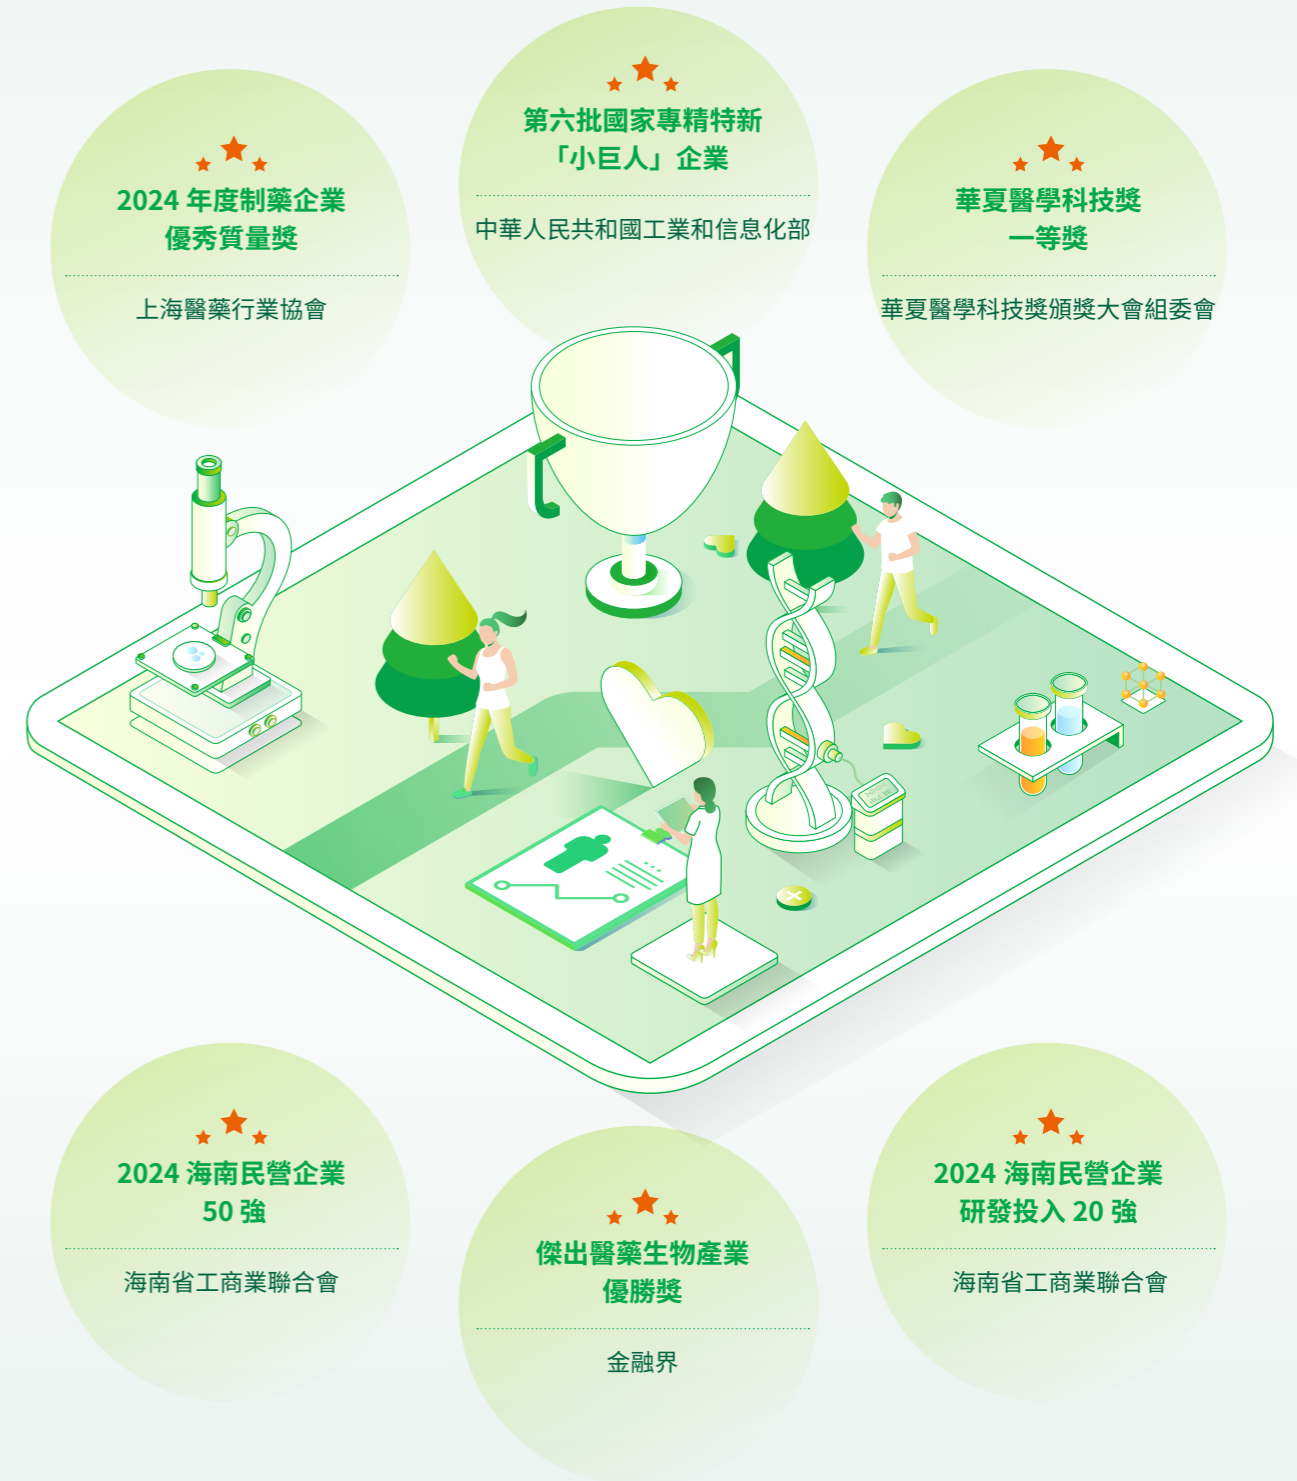 第六批國家專精特新
「小巨人」企業
中華人民共和國工業和信息化部
2024 年度制藥企業
優秀質量獎
上海醫藥行業協會
華夏醫學科技獎
一等獎
華夏醫學科技獎頒獎大會組委會
2024 海南民營企業
50 強
海南省工商業聯合會
傑出醫藥生物產業
優勝獎
金融界
2024 海南民營企業
研發投入 20 強
海南省工商業聯合會